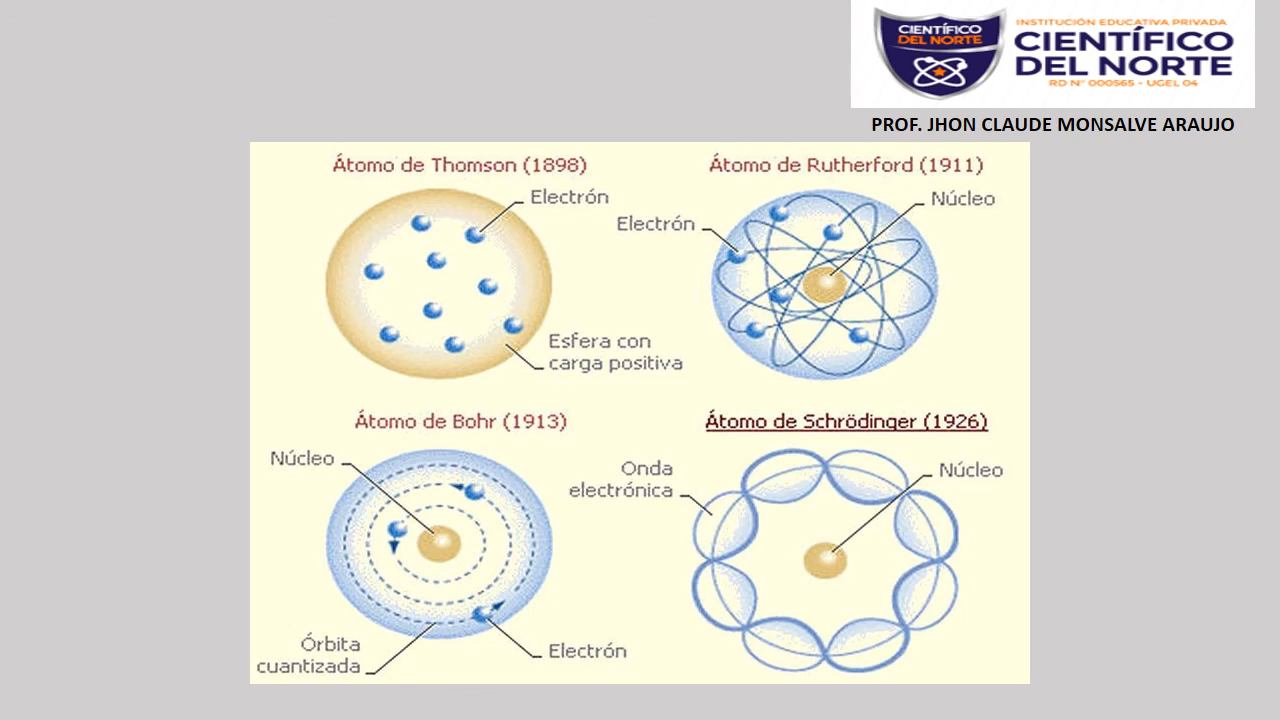 CIENTÍFICO
DEL NORTE
INSTITUCIÓN EDUCATIVA PRIVADA
CIENTÍFICO
DEL NORTE
RD N° 000565 - UGEL 04
PROF. JHON CLAUDE MONSALVE ARAUJO
Átomo de Thomson (1898)
Electrón
Esfera con
carga positiva
Átomo de Rutherford (1911)
Núcleo
Electrón
Átomo de Bohr (1913)
Núcleo
Órbita
cuantizada
Electrón
Átomo de Schrödinger (1926)
Onda
electrónica
Núcleo